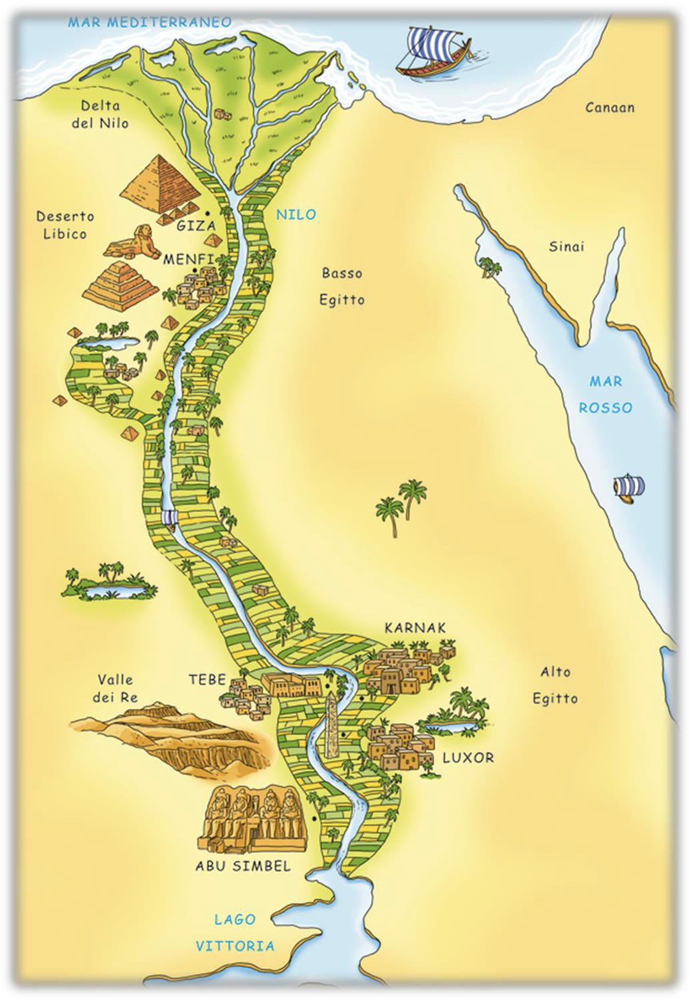 MAR MEDITERRANEO
Delta
del Nilo
Canaan
Deserto
Libico
GIZA
NILO
MENFI
Basso
Egitto
Sinai
MAR
ROSSO
KARNAK
Valle
dei Re
TEBE
Alto
Egitto
LUXOR
ABU SIMBEL
LAGO
VITTORIA